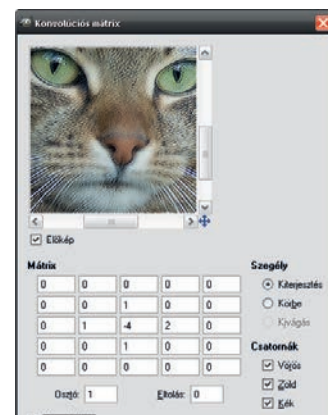 Konvolúciós mátrix
Előkép
Mátrix
0 0 0 0 0
0 0 1 0 0
0 1 -4 2 0
0 0 1 0 0
0 0 0 0 0
Osztó: 1 Eltolás: 0
Szegély
Kiterjesztés
Körbe
Kivágás
Csatornák
Vörös
Zöld
Kék